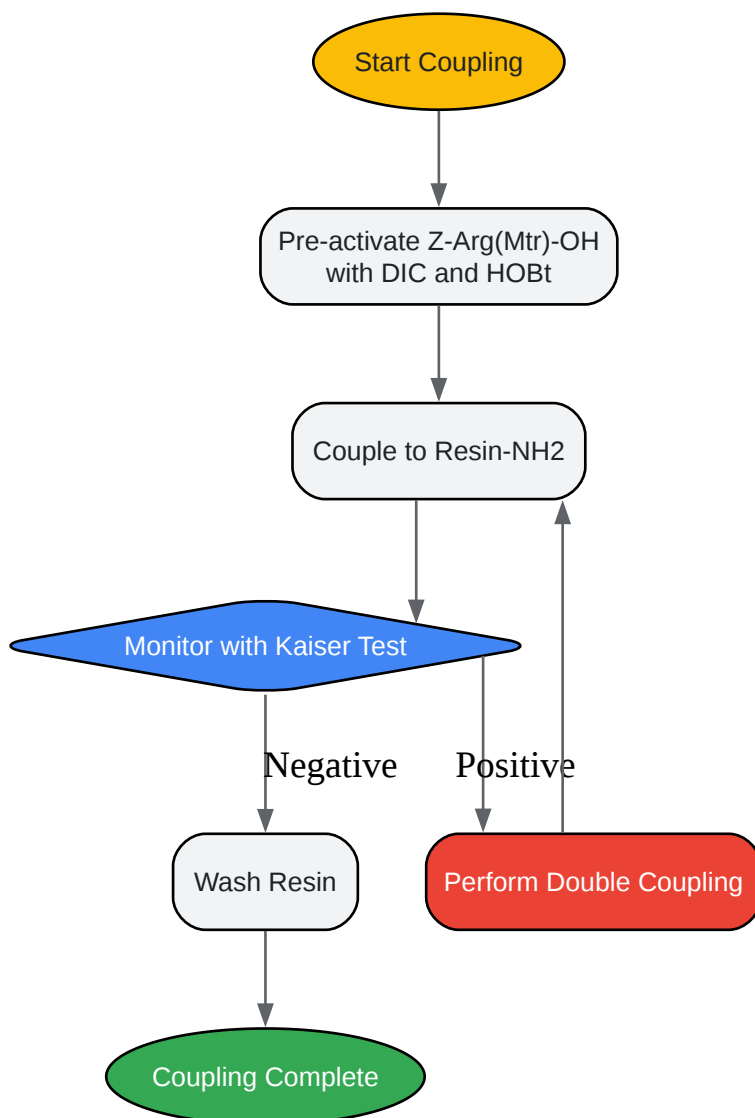 Start Coupling
Pre-activate Z-Arg(Mtr)-OH
with DIC and HOBt
Couple to Resin-NH2
Monitor with Kaiser Test
Negative
Positive
Wash Resin
Perform Double Coupling
Coupling Complete